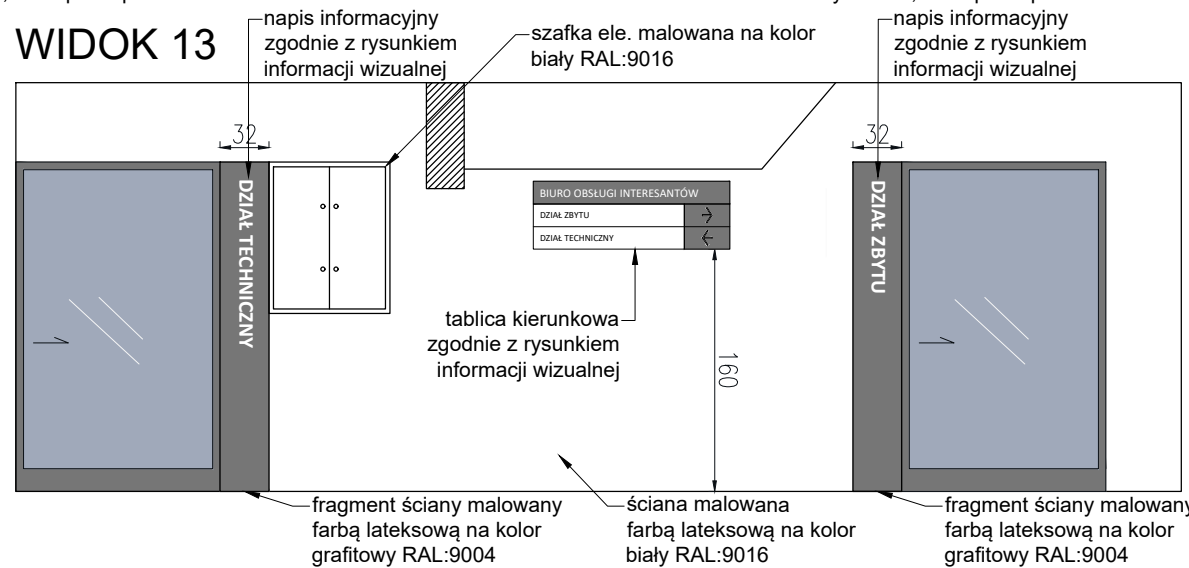 WIDOK 13
napis informacyjny
zgodnie z rysunkiem
informacji wizualnej
szafka ele. malowana na kolor
biały RAL:9016
napis informacyjny
zgodnie z rysunkiem
informacji wizualnej
32
32
DZIAŁ TECHNICZNY
BIURO OBSŁUGI INTERESANTÓW
DZIAŁ ZBYTU
DZIAŁ TECHNICZNY
DZIAŁ ZBYTU
tablica kierunkowa
zgodnie z rysunkiem
informacji wizualnej
160
fragment ściany malowany
farbą lateksową na kolor
grafitowy RAL:9004
ściana malowana
farbą lateksową na kolor
biały RAL:9016
fragment ściany malowany
farbą lateksową na kolor
grafitowy RAL:9004